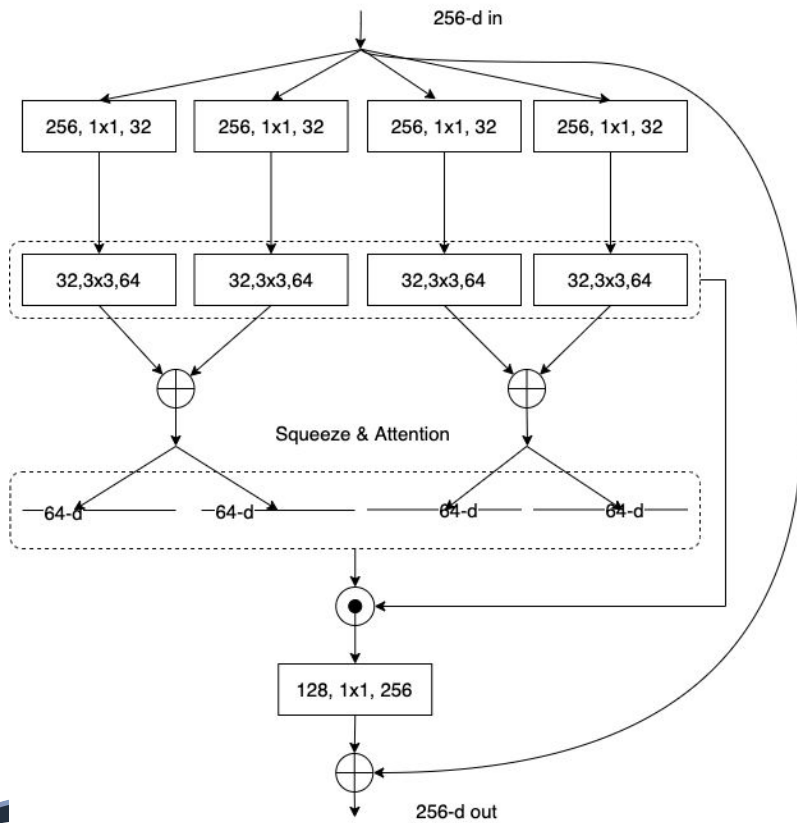 256-d in
256, 1x1, 32
256, 1x1, 32
256, 1x1, 32
256, 1x1, 32
32,3x3,64
32,3x3,64
32,3x3,64
32,3x3,64
Squeeze & Attention
64-d
64-d
64-d
64-d
128, 1x1, 256
256-d out